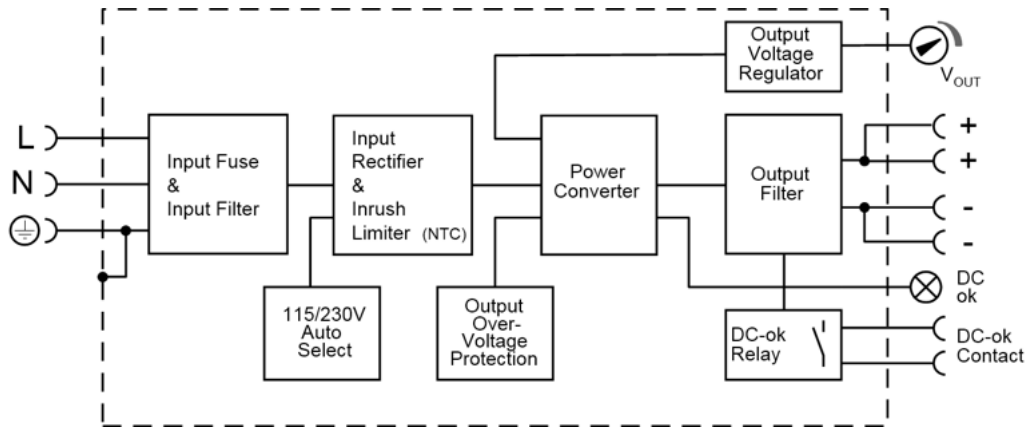 Output
Voltage
Regulator
VOUT
L
N
Input Fuse
&
Input Filter
Input
Rectifier
&
Inrush
Limiter (NTC)
Power
Converter
Output
Filter
+
+
-
-
115/230V
Auto
Select
Output
Over-
Voltage
Protection
DC-ok
Relay
DC
ok
DC-ok
Contact